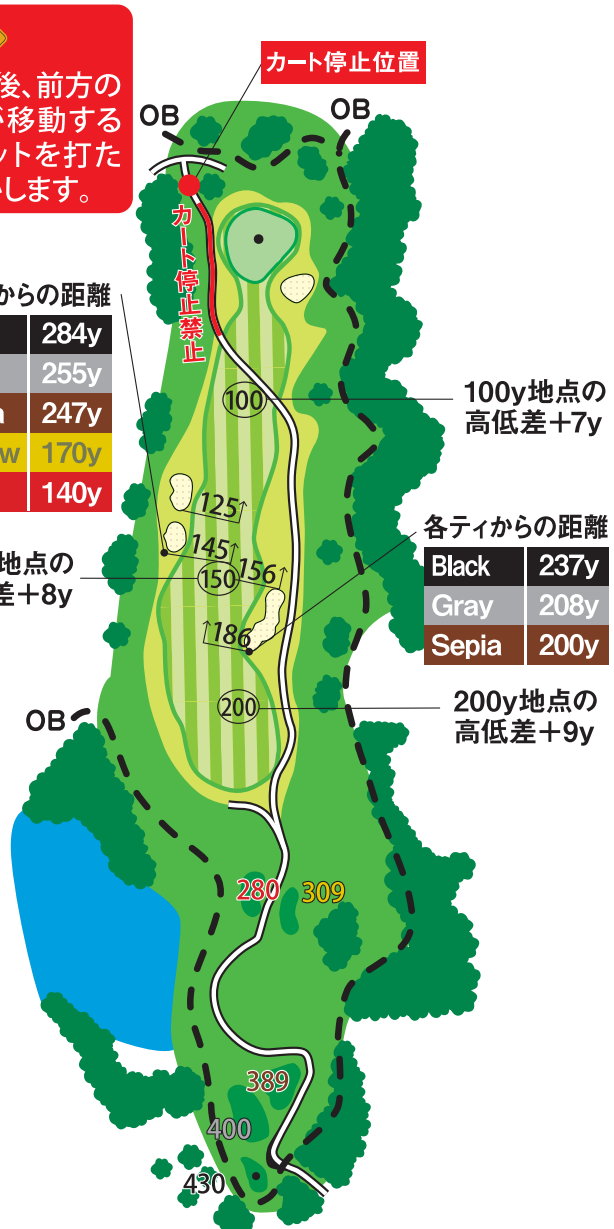 後、前方の
移動する
ットを打た
します。
カート停止位置
OB
OB
カート停止禁止
からの距離
284y
255y
247y
170y
140y
100
100y地点の
高低差+7y
125↑
145↑
150
156↑
地点の
差+8y
各ティからの距離
Black 237y
Gray 208y
Sepia 200y
↑186
200
200y地点の
高低差+9y
OB
280
309
389
400
430